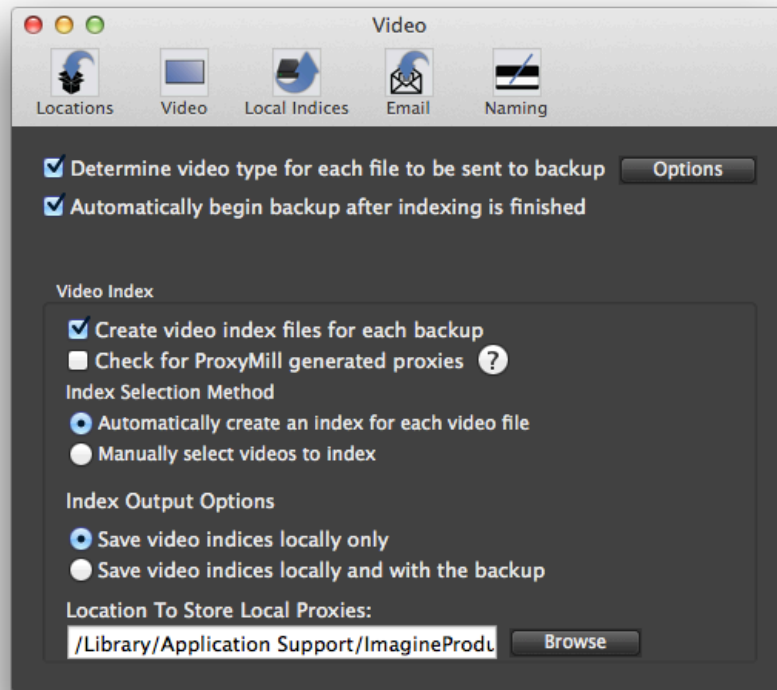 Video
Locations Video Local Indices Email Naming
Determine video type for each file to be sent to backup Options
Automatically begin backup after indexing is finished
Video Index
Create video index files for each backup
Check for ProxyMill generated proxies ?
Index Selection Method
Automatically create an index for each video file
Manually select videos to index
Index Output Options
Save video indices locally only
Save video indices locally and with the backup
Location To Store Local Proxies:
/Library/Application Support/ImagineProdu Browse